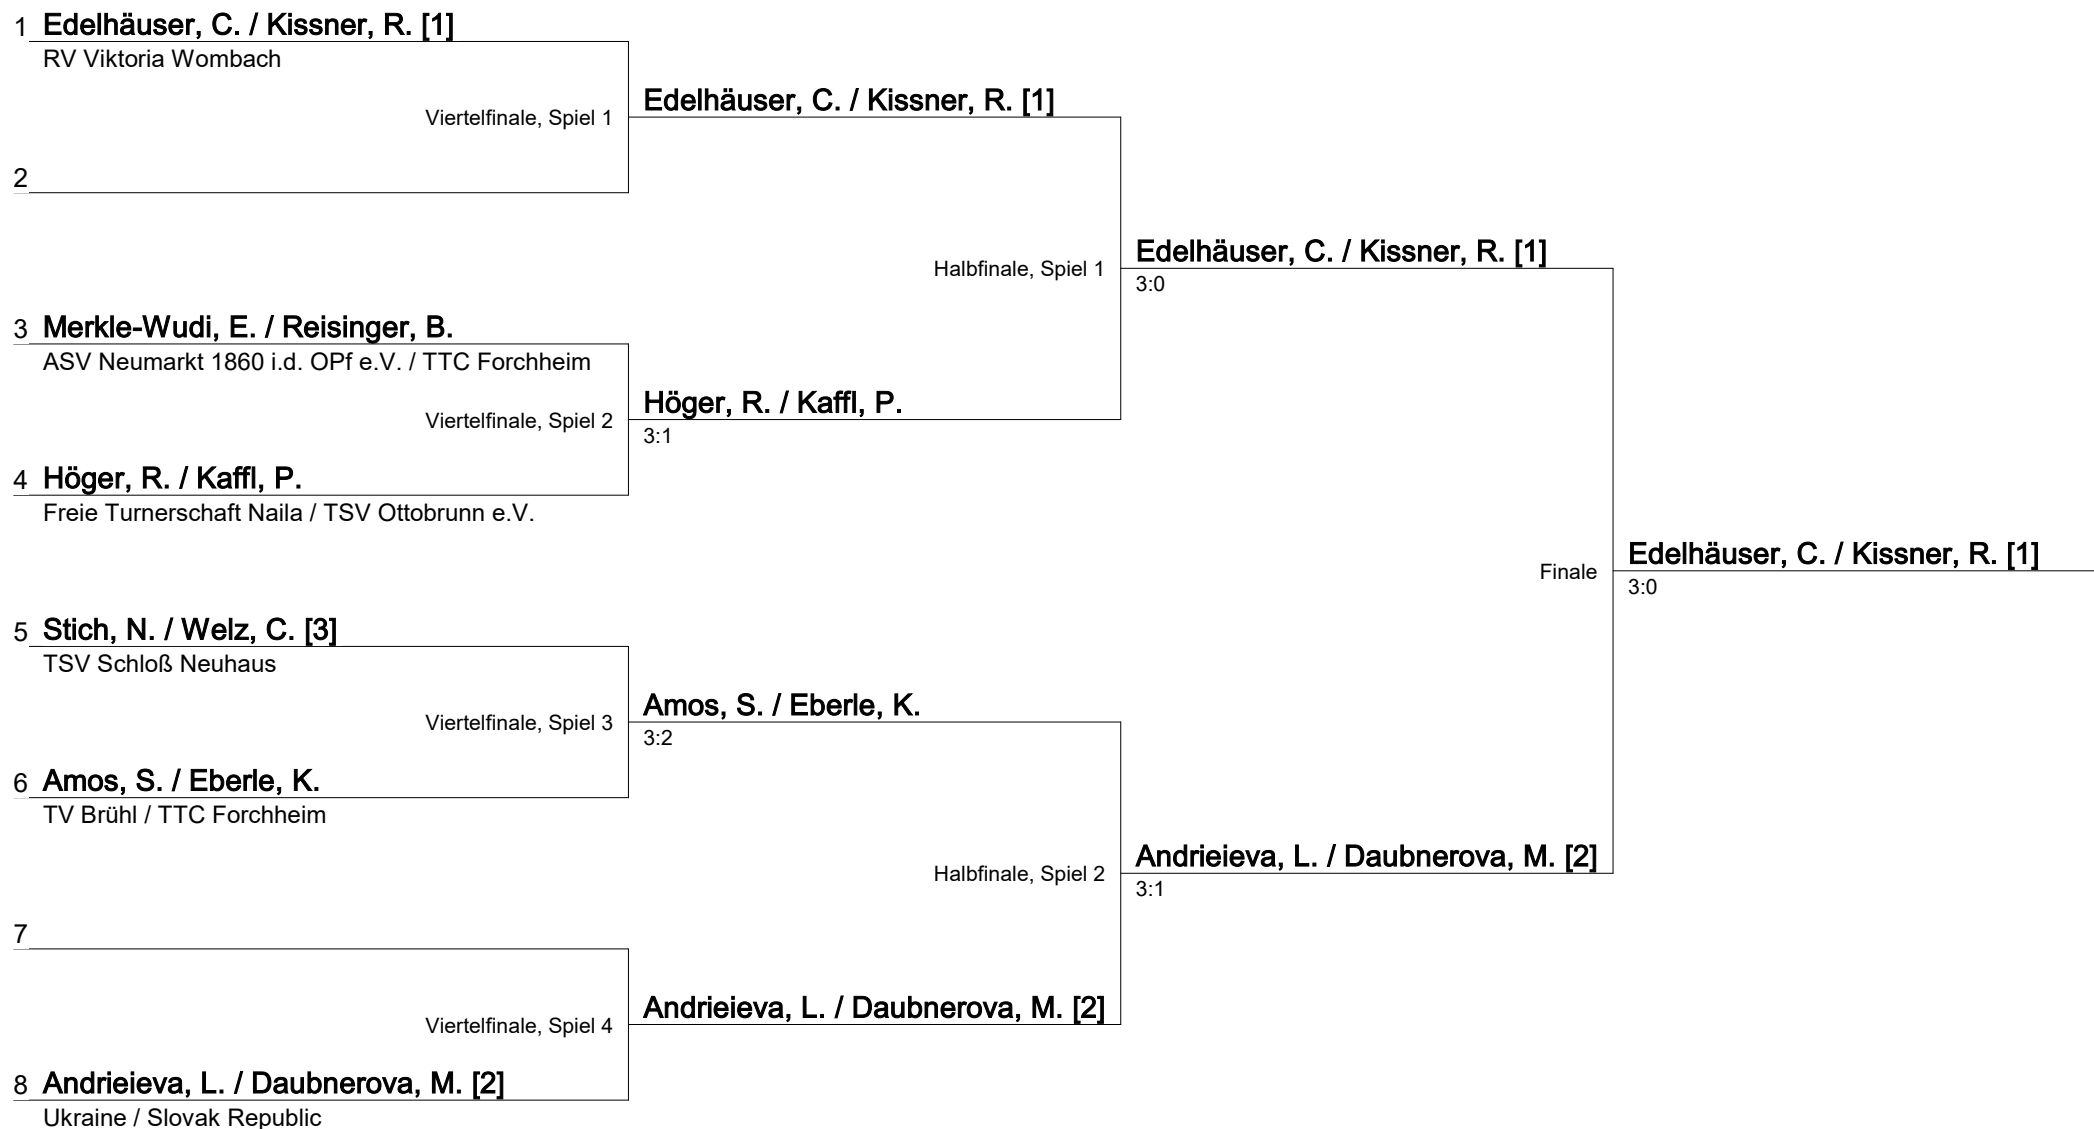 1 Edelhäuser, C. / Kissner, R. [1]
RV Viktoria Wombach
Edelhäuser, C. / Kissner, R. [1]
Viertelfinale, Spiel 1
2
Edelhäuser, C. / Kissner, R. [1]
Halbfinale, Spiel 1
3:0
3 Merkle-Wudi, E. / Reisinger, B.
ASV Neumarkt 1860 i.d. OPf e.V. / TTC Forchheim
Höger, R. / Kaffl, P.
Viertelfinale, Spiel 2
3:1
4 Höger, R. / Kaffl, P.
Freie Turnerschaft Naila / TSV Ottobrunn e.V.
Edelhäuser, C. / Kissner, R. [1]
Finale
3:0
5 Stich, N. / Welz, C. [3]
TSV Schloß Neuhaus
Amos, S. / Eberle, K.
Viertelfinale, Spiel 3
3:2
6 Amos, S. / Eberle, K.
TV Brühl / TTC Forchheim
Andrieieva, L. / Daubnerova, M. [2]
Halbfinale, Spiel 2
3:1
7
Andrieieva, L. / Daubnerova, M. [2]
Viertelfinale, Spiel 4
8 Andrieieva, L. / Daubnerova, M. [2]
Ukraine / Slovak Republic